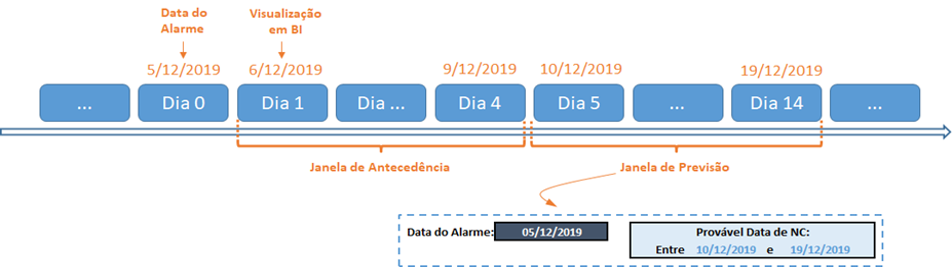 Data do
Alarme
Visualização
em BI
5/12/2019 6/12/2019 9/12/2019 10/12/2019 19/12/2019
... Dia 0 Dia 1 Dia ... Dia 4 Dia 5 ... Dia 14 ...
Janela de Antecedência Janela de Previsão
Data do Alarme: 05/12/2019
Provável Data de NC:
Entre 10/12/2019 e 19/12/2019